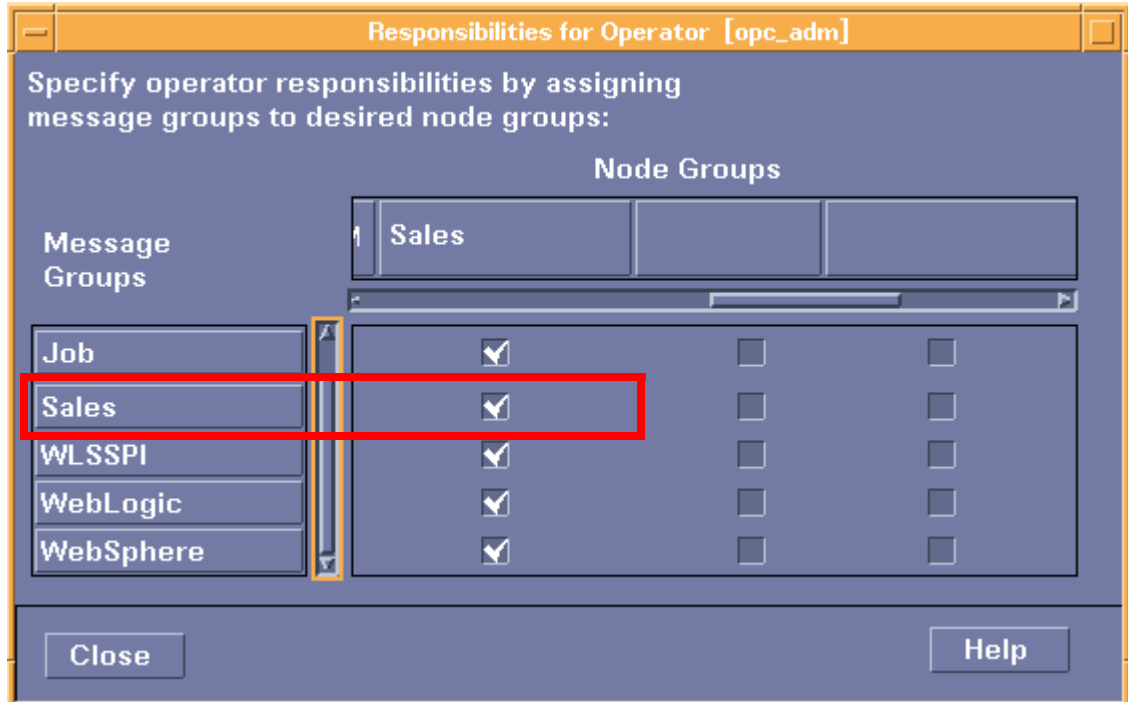 Responsibilities for Operator [opc_adm]
Specify operator responsibilities by assigning
message groups to desired node groups:
Node Groups
Message
Groups
Sales
Job
Sales
WLSSPI
WebLogic
WebSphere
Close
Help